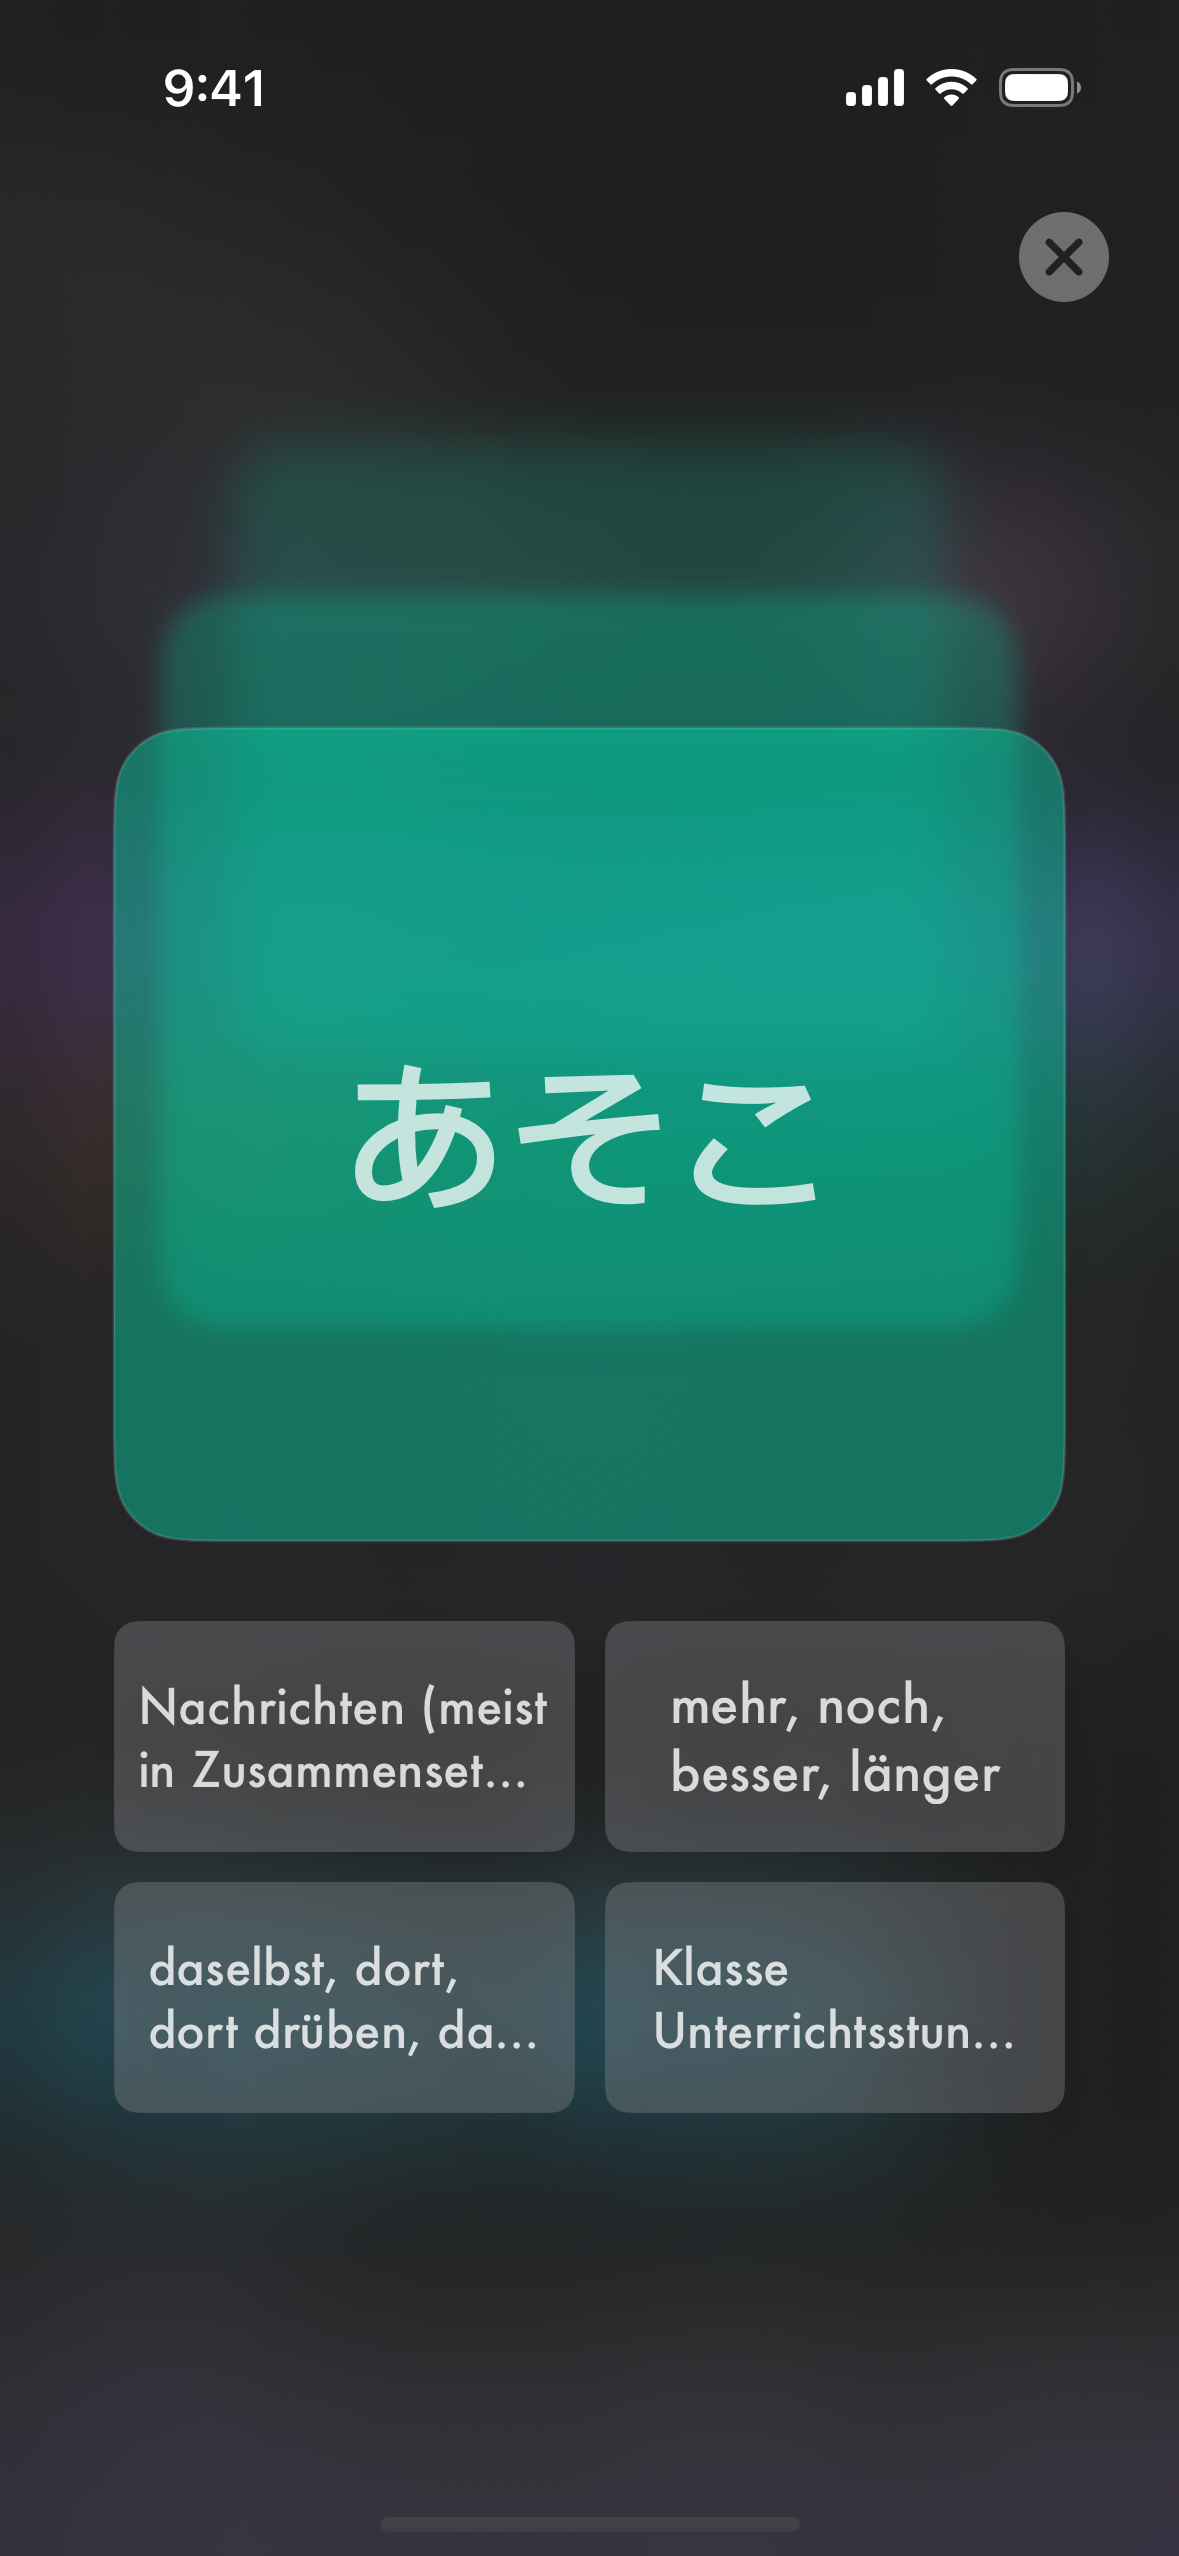 9:41
あそこ
Nachrichten (meist
in Zusammenset...
mehr, noch,
besser, länger
daselbst, dort,
dort drüben, da...
Klasse
Unterrichtsstun...